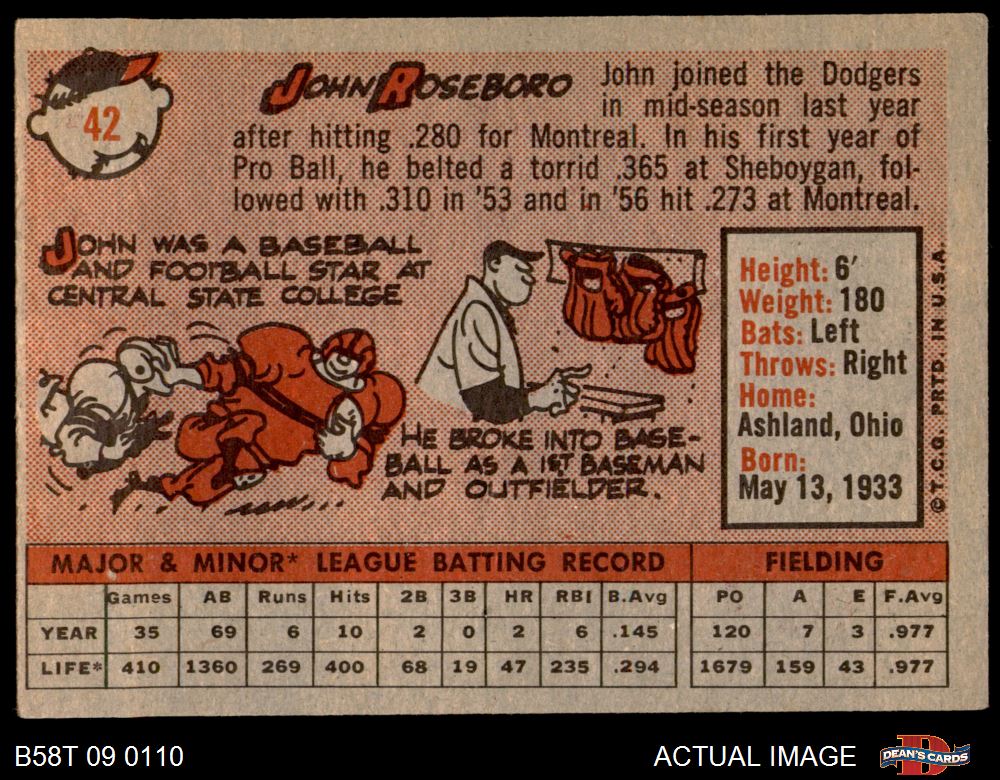 42
JOHN ROSEBORO
John joined the Dodgers
in mid-season last year
after hitting .280 for Montreal. In his first year of
Pro Ball, he belted a torrid .365 at Sheboygan, fol-
lowed with .310 in '53 and in '56 hit .273 at Montreal.
JOHN WAS A BASEBALL
AND FOOTBALL STAR AT
CENTRAL STATE COLLEGE
HE BROKE INTO BASE-
BALL AS A 1ST BASEMAN
AND OUTFIELDER.
Height: 6'
Weight: 180
Bats: Left
Throws: Right
Home:
Ashland, Ohio
Born:
May 13, 1933
© T.C.G. PRTD. IN U.S.A.
MAJOR & MINOR* LEAGUE BATTING RECORD FIELDING
Games AB Runs Hits 2B 3B HR RBI B.Avg PO A E F.Avg
YEAR 35 69 6 10 2 0 2 6 .145 120 7 3 .977
LIFE* 410 1360 269 400 68 19 47 235 .294 1679 159 43 .977
B58T 09 0110
ACTUAL IMAGE
DEAN'S CARDS